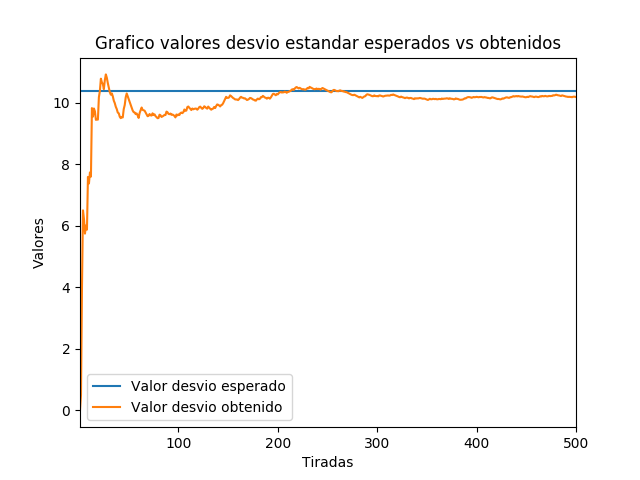 Grafico valores desvio estandar esperados vs obtenidos
Valores
10
8
6
4
2
0
Valor desvio esperado
Valor desvio obtenido
100
200
300
400
500
Tiradas